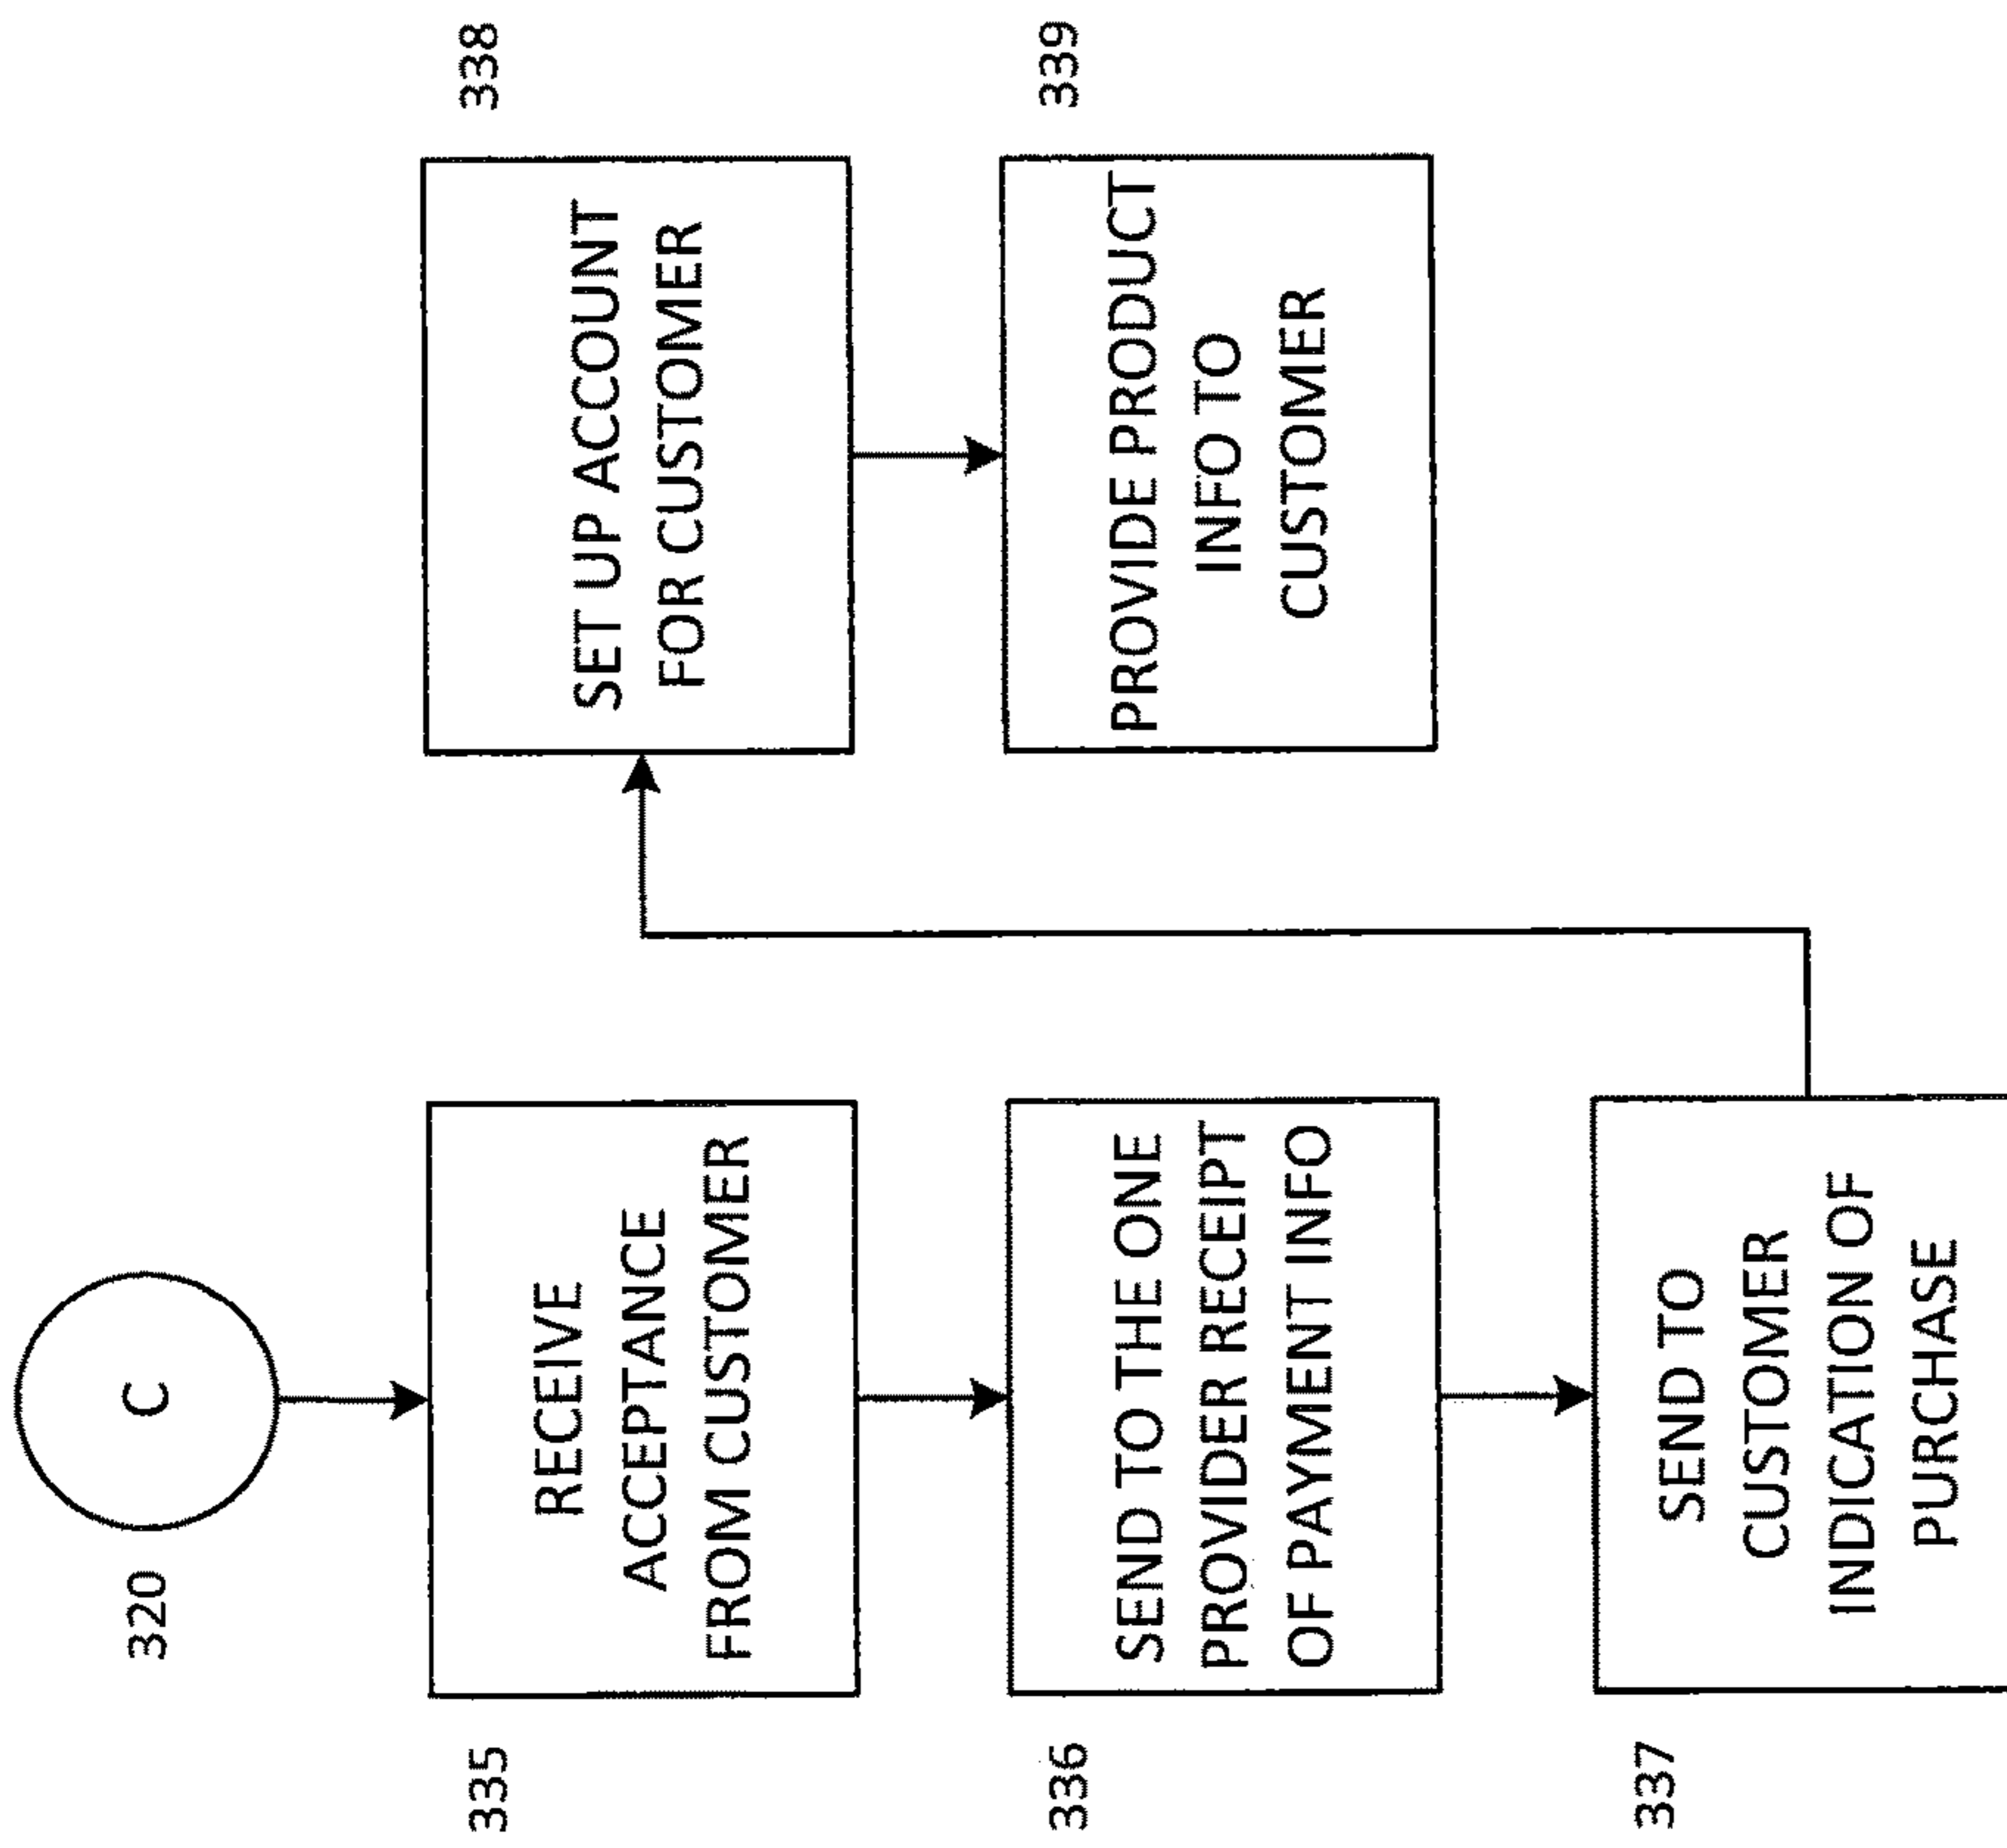 320
C
335
RECEIVE
ACCEPTANCE
FROM CUSTOMER
336
SEND TO THE ONE
PROVIDER RECEIPT
OF PAYMENT INFO
337
SEND TO
CUSTOMER
INDICATION OF
PURCHASE
338
SET UP ACCOUNT
FOR CUSTOMER
339
PROVIDE PRODUCT
INFO TO
CUSTOMER